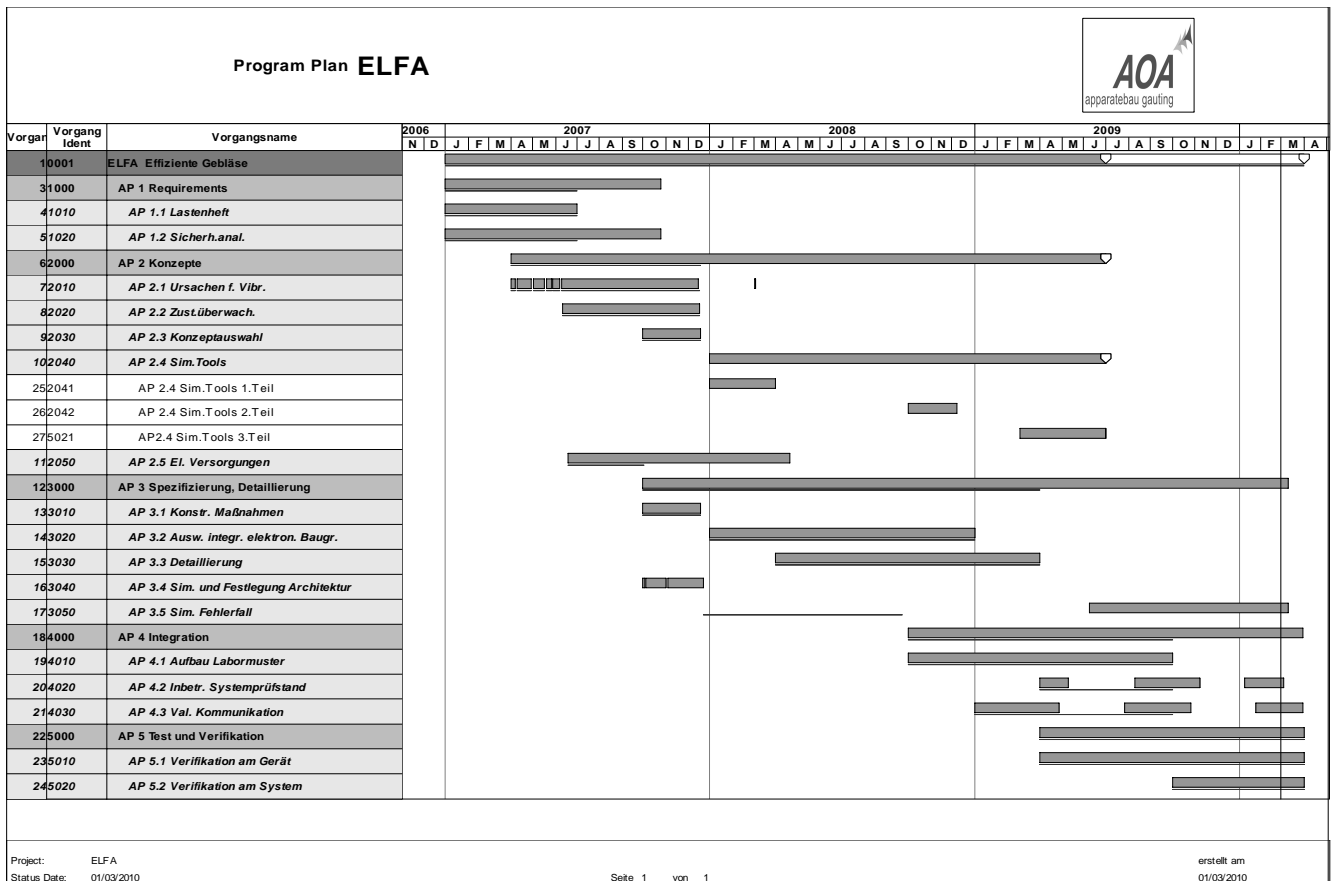 Program Plan ELFA
AOA
apparatebau gauting
Vorgan Vorgang Ident Vorgangsname 2006 2007 2008 2009
N D J F M A M J J A S O N D J F M A M J J A S O N D J F M A M J J A S O N D J F M A
1 0001 ELFA Effiziente Gebläse
3 1000 AP 1 Requirements
4 1010 AP 1.1 Lastenheft
5 1020 AP 1.2 Sicherh.anal.
6 2000 AP 2 Konzepte
7 2010 AP 2.1 Ursachen f. Vibr.
8 2020 AP 2.2 Zust.überwach.
9 2030 AP 2.3 Konzeptauswahl
10 2040 AP 2.4 Sim.Tools
25 2041 AP 2.4 Sim.Tools 1.Teil
26 2042 AP 2.4 Sim.Tools 2.Teil
27 5021 AP2.4 Sim.Tools 3.Teil
11 2050 AP 2.5 El. Versorgungen
12 3000 AP 3 Spezifizierung, Detaillierung
13 3010 AP 3.1 Konstr. Maßnahmen
14 3020 AP 3.2 Ausw. integr. elektron. Baugr.
15 3030 AP 3.3 Detaillierung
16 3040 AP 3.4 Sim. und Festlegung Architektur
17 3050 AP 3.5 Sim. Fehlerfall
18 4000 AP 4 Integration
19 4010 AP 4.1 Aufbau Labormuster
20 4020 AP 4.2 Inbetr. Systemprüfstand
21 4030 AP 4.3 Val. Kommunikation
22 5000 AP 5 Test und Verifikation
23 5010 AP 5.1 Verifikation am Gerät
24 5020 AP 5.2 Verifikation am System
Project: ELFA erstellt am
Status Date: 01/03/2010 Seite 1 von 1 01/03/2010